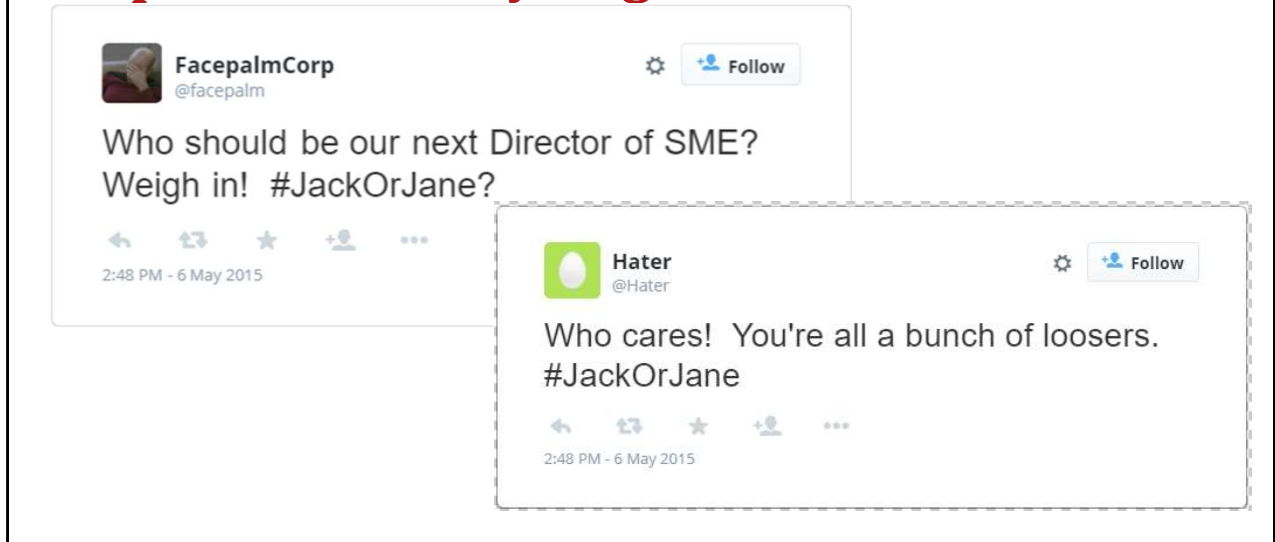 FacepalmCorp
@facepalm
Follow
Who should be our next Director of SME?
Weigh in!  #JackOrJane?
2:48 PM - 6 May 2015
Hater
@Hater
Follow
Who cares!  You're all a bunch of loosers.
#JackOrJane
2:48 PM - 6 May 2015